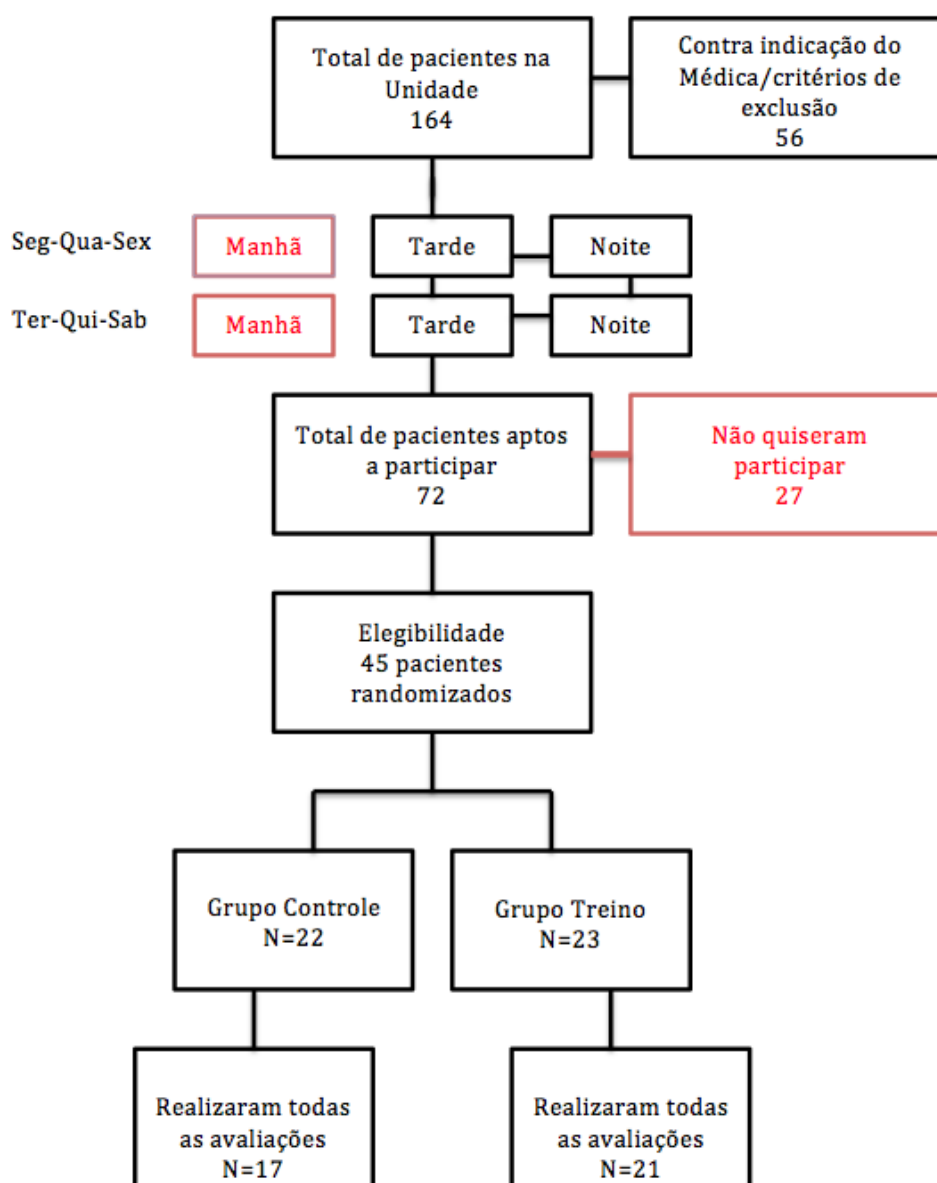 Total de pacientes na
Unidade
164
Contra indicação do
Médica/critérios de
exclusão
56
Seg-Qua-Sex
Manhã
Tarde
Noite
Ter-Qui-Sab
Manhã
Tarde
Noite
Total de pacientes aptos
a participar
72
Não quiseram
participar
27
Elegibilidade
45 pacientes
randomizados
Grupo Controle
N=22
Grupo Treino
N=23
Realizaram todas
as avaliações
N=17
Realizaram todas
as avaliações
N=21